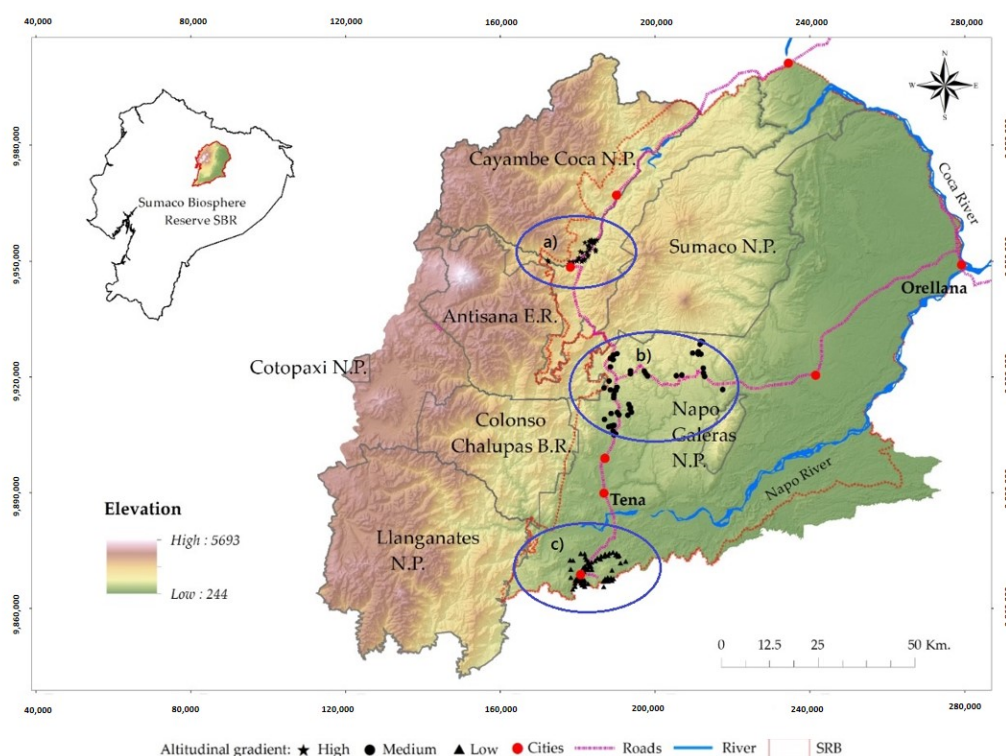 40,000 80,000 120,000 160,000 200,000 240,000 280,000
N
W E
S
9,980,000
9,950,000
9,920,000
9,890,000
9,860,000
Cayambe Coca N.P.
Coca River
Sumaco Biosphere
Reserve SBR
a)
Sumaco N.P.
Orellana
Antisana E.R.
Cotopaxi N.P.
b)
Colonso
Chalupas B.R.
Napo
Galeras
N.P.
Napo River
Tena
Elevation
High : 5693
Low : 244
Llanganates
N.P.
c)
0 12.5 25 50 Km.
40,000 80,000 120,000 160,000 200,000 240,000 280,000
Altitudinal gradient: High Medium Low Cities Roads River SRB